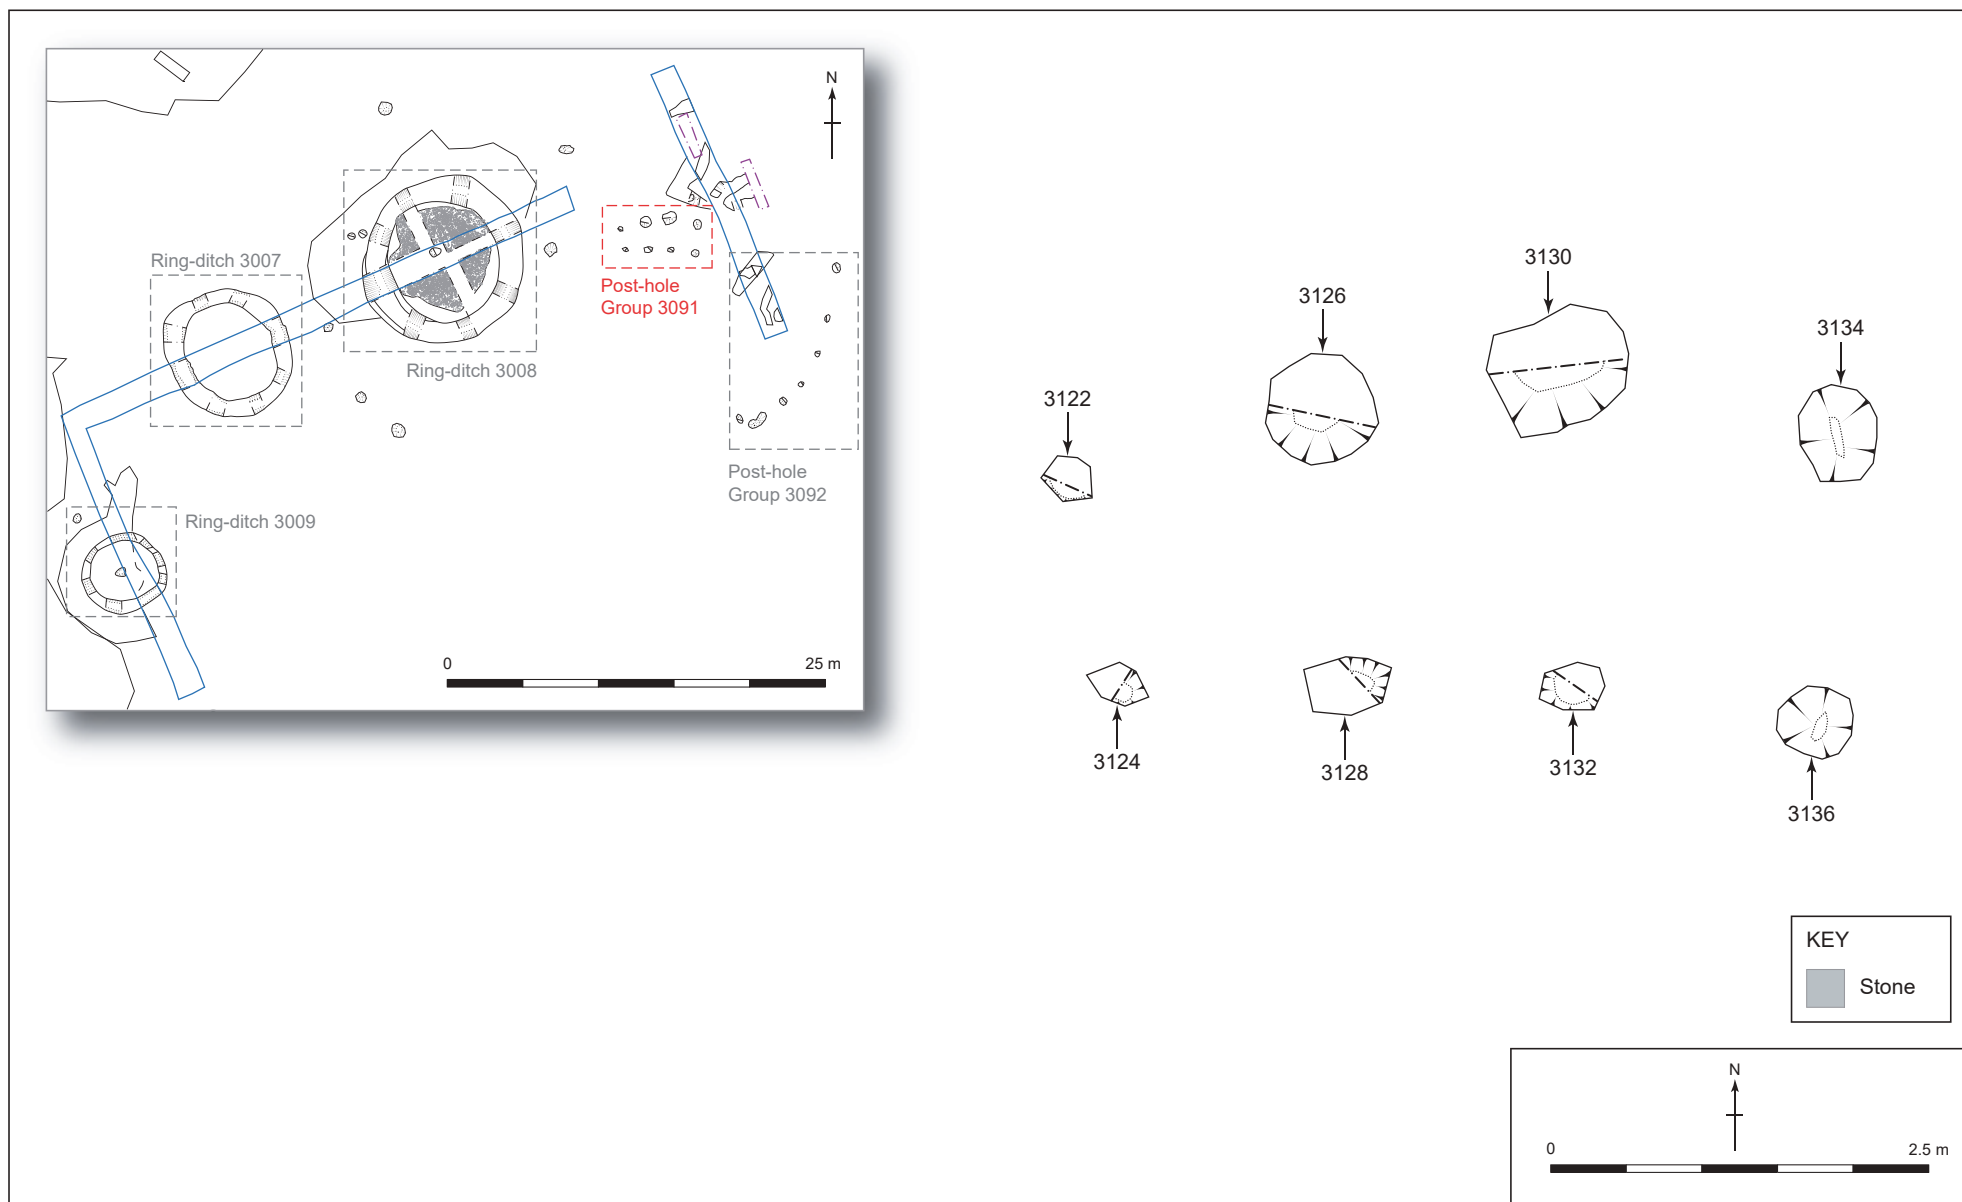 N
Ring-ditch 3007
Post-hole
Group 3091
Ring-ditch 3008
Post-hole
Group 3092
Ring-ditch 3009
0
25 m
3130
3126
3134
3122
3124
3128
3132
3136
KEY
Stone
N
0
2.5 m